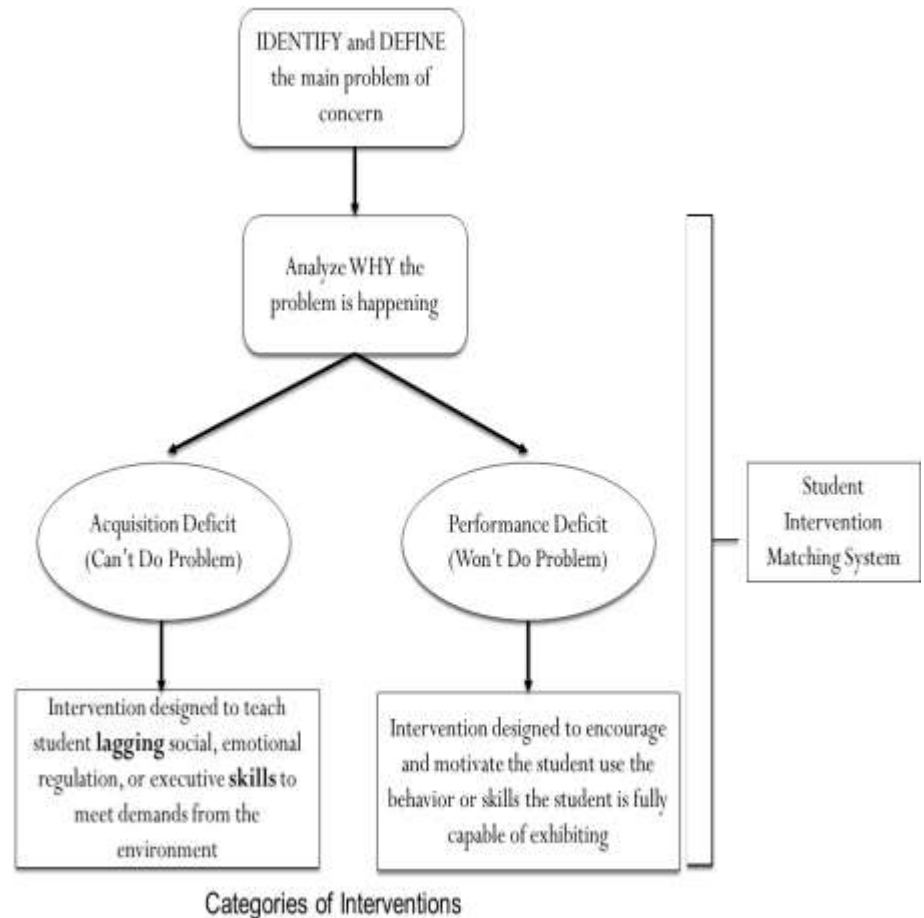 IDENTIFY and DEFINE
the main problem of
concern
Analyze WHY the
problem is happening
Acquisition Deficit
(Can't Do Problem)
Performance Deficit
(Won't Do Problem)
Student
Intervention
Matching System
Intervention designed to teach
student lagging social, emotional
regulation, or executive skills to
meet demands from the
environment
Intervention designed to encourage
and motivate the student use the
behavior or skills the student is fully
capable of exhibiting
Categories of Interventions